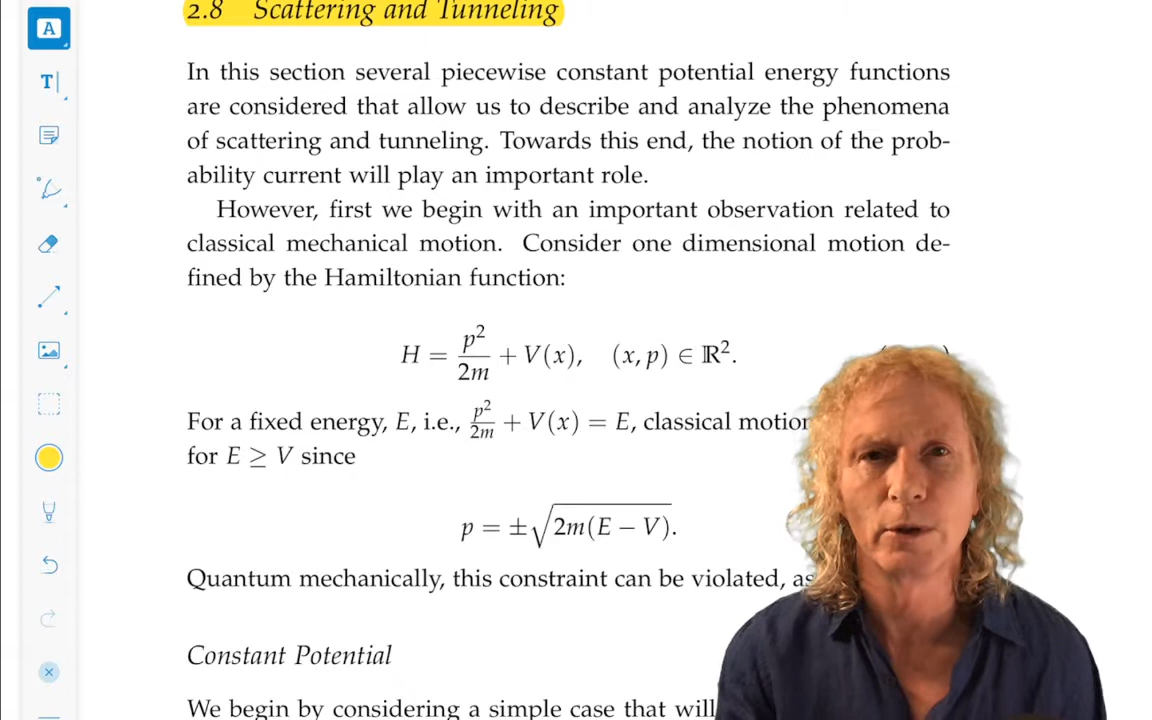 2.8 Scattering and Tunneling
In this section several piecewise constant potential energy functions
are considered that allow us to describe and analyze the phenomena
of scattering and tunneling. Towards this end, the notion of the prob-
ability current will play an important role.
However, first we begin with an important observation related to
classical mechanical motion. Consider one dimensional motion de-
fined by the Hamiltonian function:
H = p²/2m + V(x), (x, p) ∈ ℝ².
For a fixed energy, E, i.e., p²/2m + V(x) = E, classical motion
for E ≥ V since
p = ±√2m(E − V).
Quantum mechanically, this constraint can be violated, as
Constant Potential
We begin by considering a simple case that will
A
T